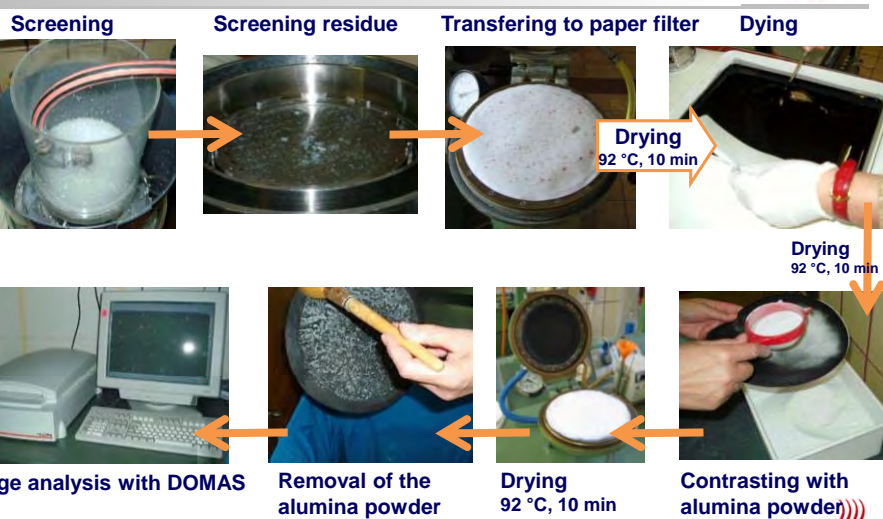 Screening
Screening residue
Transfering to paper filter
Dying
Drying
92 °C, 10 min
Drying
92 °C, 10 min
ge analysis with DOMAS
Removal of the
alumina powder
Drying
92 °C, 10 min
Contrasting with
alumina powder